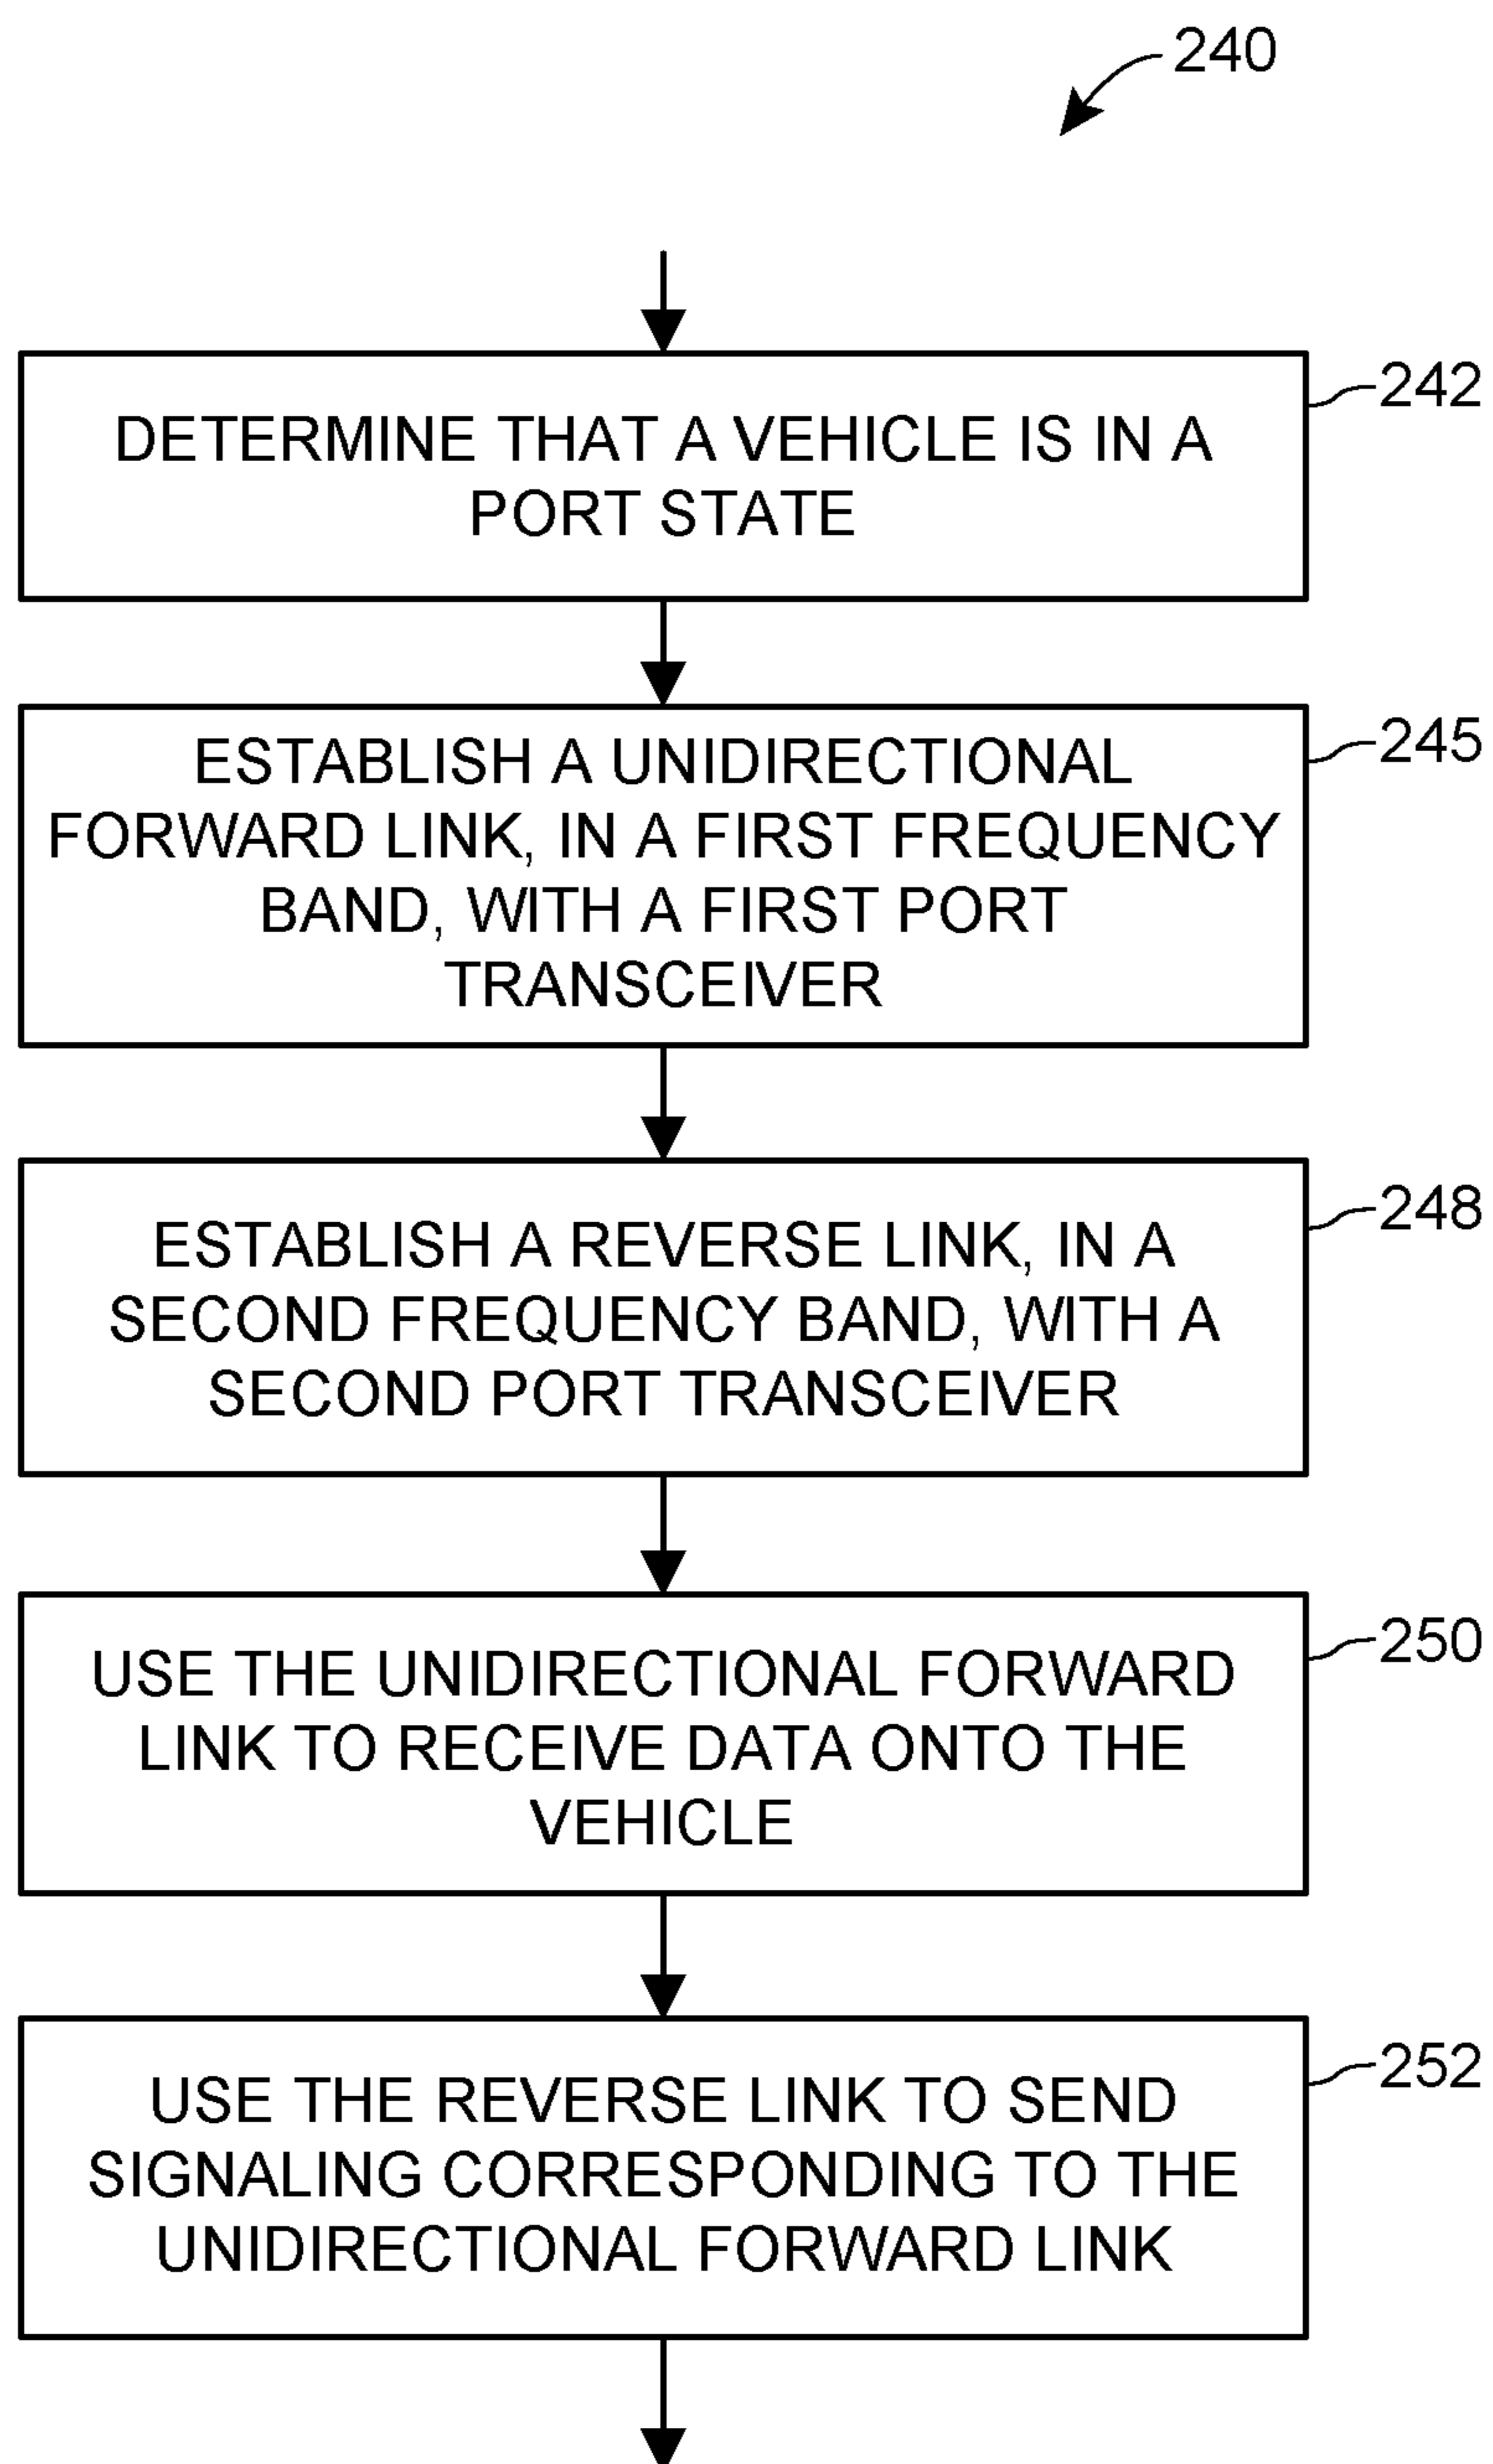 240
242
DETERMINE THAT A VEHICLE IS IN A
PORT STATE
245
ESTABLISH A UNIDIRECTIONAL
FORWARD LINK, IN A FIRST FREQUENCY
BAND, WITH A FIRST PORT
TRANSCEIVER
248
ESTABLISH A REVERSE LINK, IN A
SECOND FREQUENCY BAND, WITH A
SECOND PORT TRANSCEIVER
250
USE THE UNIDIRECTIONAL FORWARD
LINK TO RECEIVE DATA ONTO THE
VEHICLE
252
USE THE REVERSE LINK TO SEND
SIGNALING CORRESPONDING TO THE
UNIDIRECTIONAL FORWARD LINK